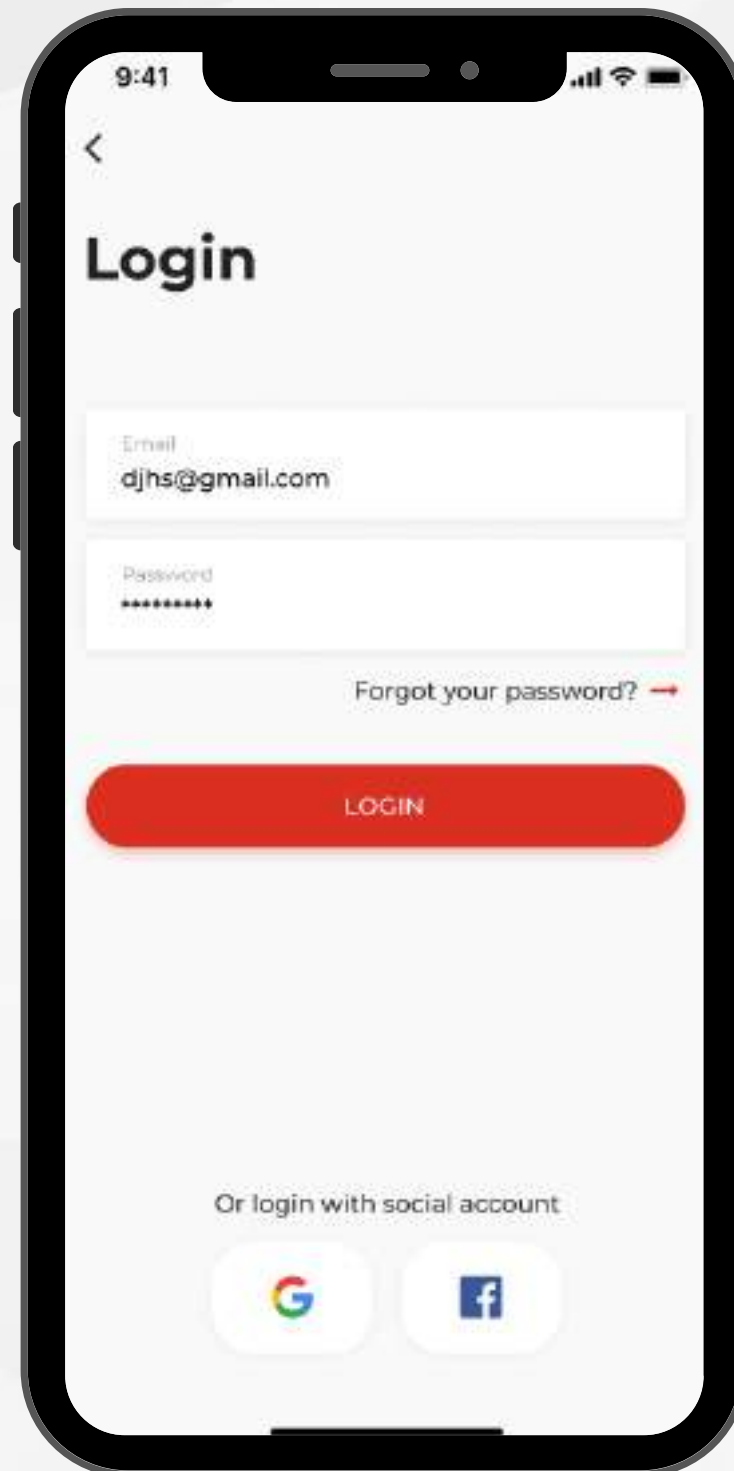 9:41
Login
Email
djhs@gmail.com
Password
•••••••••
Forgot your password? →
LOGIN
Or login with social account